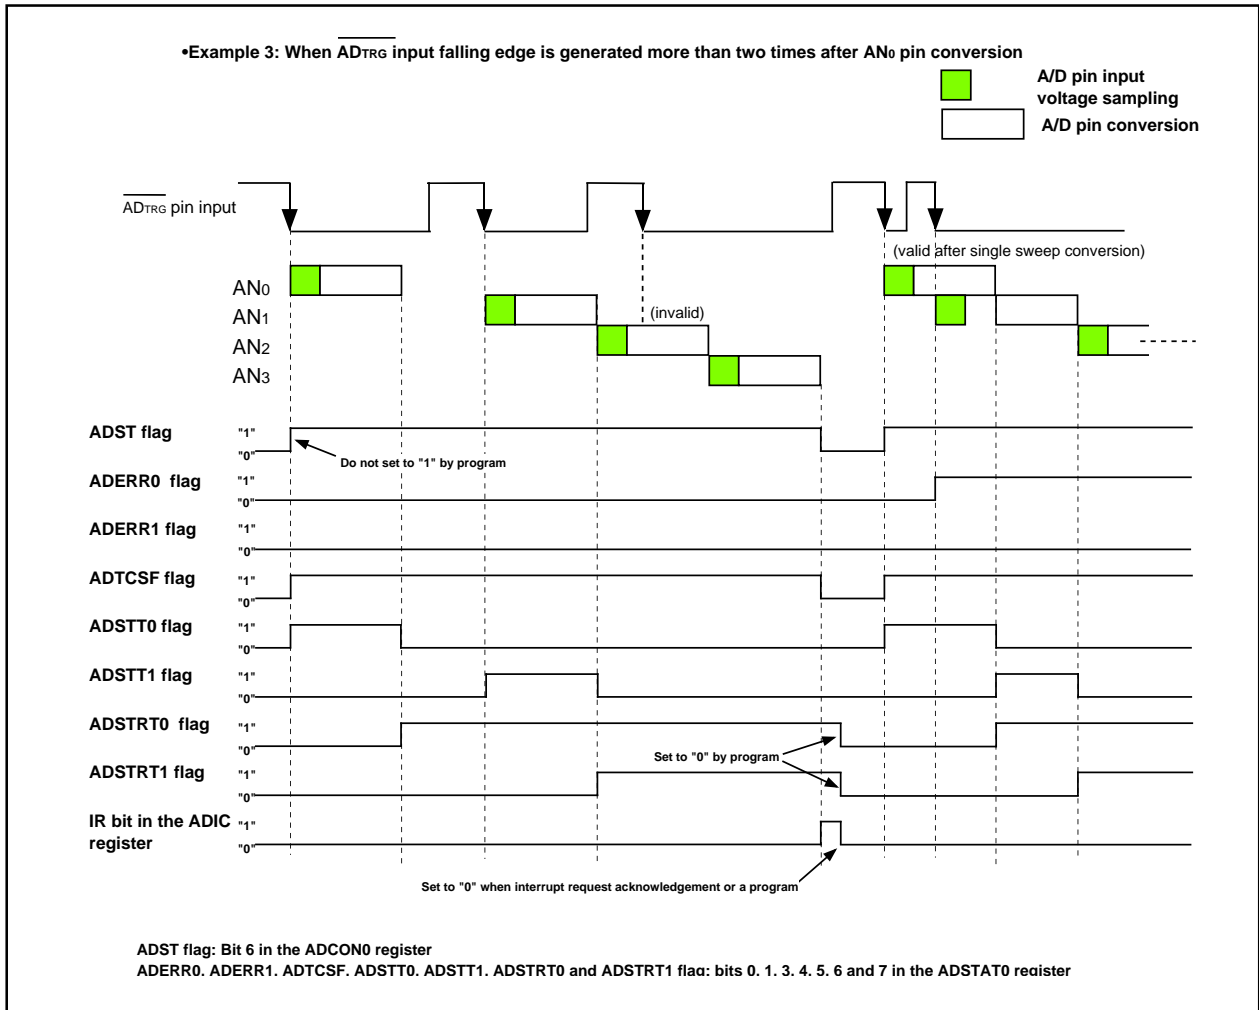 •Example 3: When ADTRG input falling edge is generated more than two times after AN0 pin conversion
A/D pin input
voltage sampling
A/D pin conversion
ADTRG pin input
(valid after single sweep conversion)
AN0
AN1
(invalid)
AN2
AN3
ADST flag
"1"
"0"
Do not set to "1" by program
ADERR0 flag
"1"
"0"
ADERR1 flag
"1"
"0"
ADTCSF flag
"1"
"0"
ADSTT0 flag
"1"
"0"
ADSTT1 flag
"1"
"0"
ADSTRT0 flag
"1"
"0"
Set to "0" by program
ADSTRT1 flag
"1"
"0"
IR bit in the ADIC
register
"1"
"0"
Set to "0" when interrupt request acknowledgement or a program
ADST flag: Bit 6 in the ADCON0 register
ADERR0, ADERR1, ADTCSF, ADSTT0, ADSTT1, ADSTRT0 and ADSTRT1 flag: bits 0, 1, 3, 4, 5, 6 and 7 in the ADSTAT0 register